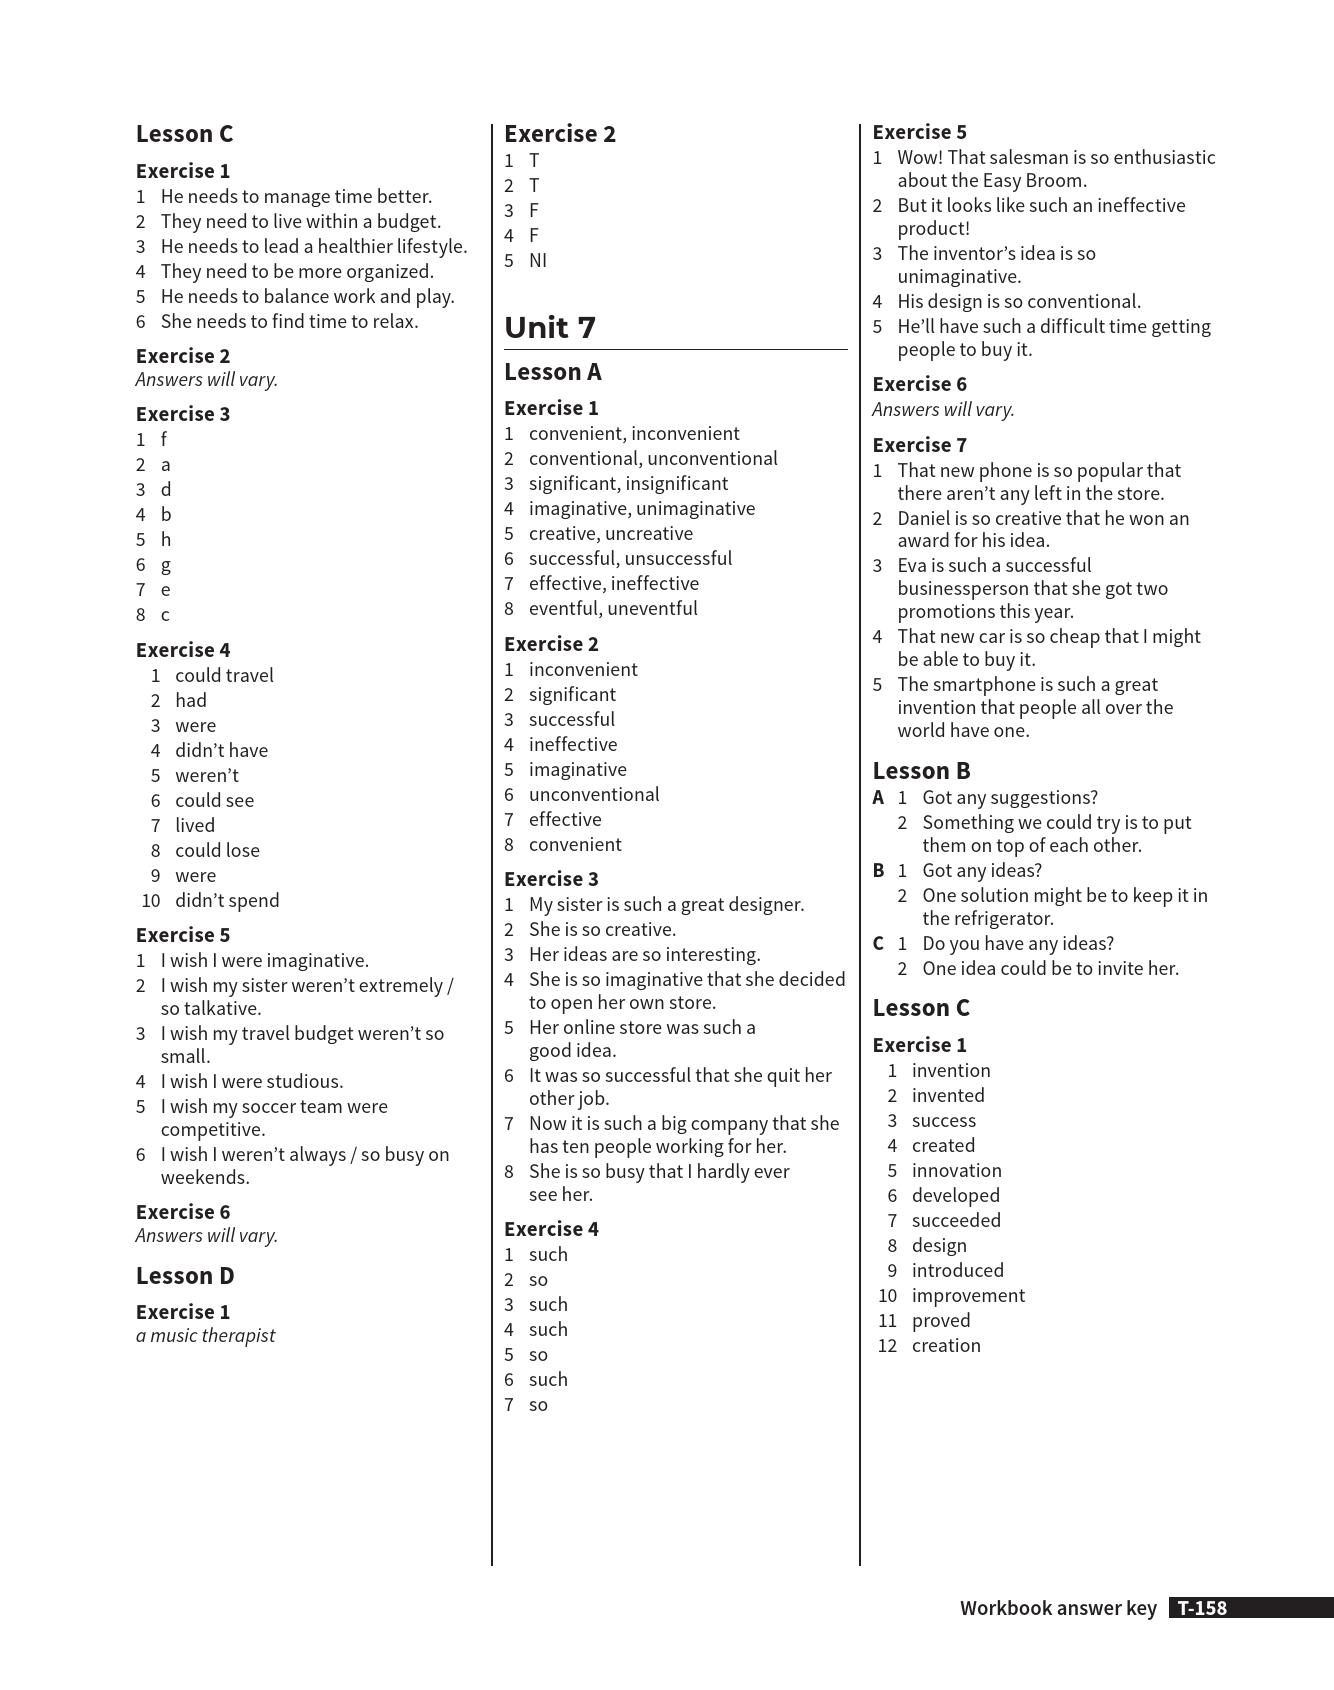 Lesson C
Exercise 1
1 He needs to manage time better.
2 They need to live within a budget.
3 He needs to lead a healthier lifestyle.
4 They need to be more organized.
5 He needs to balance work and play.
6 She needs to find time to relax.
Exercise 2
Answers will vary.
Exercise 3
1 f
2 a
3 d
4 b
5 h
6 g
7 e
8 c
Exercise 4
1 could travel
2 had
3 were
4 didn’t have
5 weren’t
6 could see
7 lived
8 could lose
9 were
10 didn’t spend
Exercise 5
1 I wish I were imaginative.
2 I wish my sister weren’t extremely /
so talkative.
3 I wish my travel budget weren’t so
small.
4 I wish I were studious.
5 I wish my soccer team were
competitive.
6 I wish I weren’t always / so busy on
weekends.
Exercise 6
Answers will vary.
Lesson D
Exercise 1
a music therapist
Exercise 2
1 T
2 T
3 F
4 F
5 NI
Unit 7
Lesson A
Exercise 1
1 convenient, inconvenient
2 conventional, unconventional
3 significant, insignificant
4 imaginative, unimaginative
5 creative, uncreative
6 successful, unsuccessful
7 effective, ineffective
8 eventful, uneventful
Exercise 2
1 inconvenient
2 significant
3 successful
4 ineffective
5 imaginative
6 unconventional
7 effective
8 convenient
Exercise 3
1 My sister is such a great designer.
2 She is so creative.
3 Her ideas are so interesting.
4 She is so imaginative that she decided
to open her own store.
5 Her online store was such a
good idea.
6 It was so successful that she quit her
other job.
7 Now it is such a big company that she
has ten people working for her.
8 She is so busy that I hardly ever
see her.
Exercise 4
1 such
2 so
3 such
4 such
5 so
6 such
7 so
Exercise 5
1 Wow! That salesman is so enthusiastic
about the Easy Broom.
2 But it looks like such an ineffective
product!
3 The inventor’s idea is so
unimaginative.
4 His design is so conventional.
5 He’ll have such a difficult time getting
people to buy it.
Exercise 6
Answers will vary.
Exercise 7
1 That new phone is so popular that
there aren’t any left in the store.
2 Daniel is so creative that he won an
award for his idea.
3 Eva is such a successful
businessperson that she got two
promotions this year.
4 That new car is so cheap that I might
be able to buy it.
5 The smartphone is such a great
invention that people all over the
world have one.
Lesson B
A 1 Got any suggestions?
2 Something we could try is to put
them on top of each other.
B 1 Got any ideas?
2 One solution might be to keep it in
the refrigerator.
C 1 Do you have any ideas?
2 One idea could be to invite her.
Lesson C
Exercise 1
1 invention
2 invented
3 success
4 created
5 innovation
6 developed
7 succeeded
8 design
9 introduced
10 improvement
11 proved
12 creation
Workbook answer key T-158